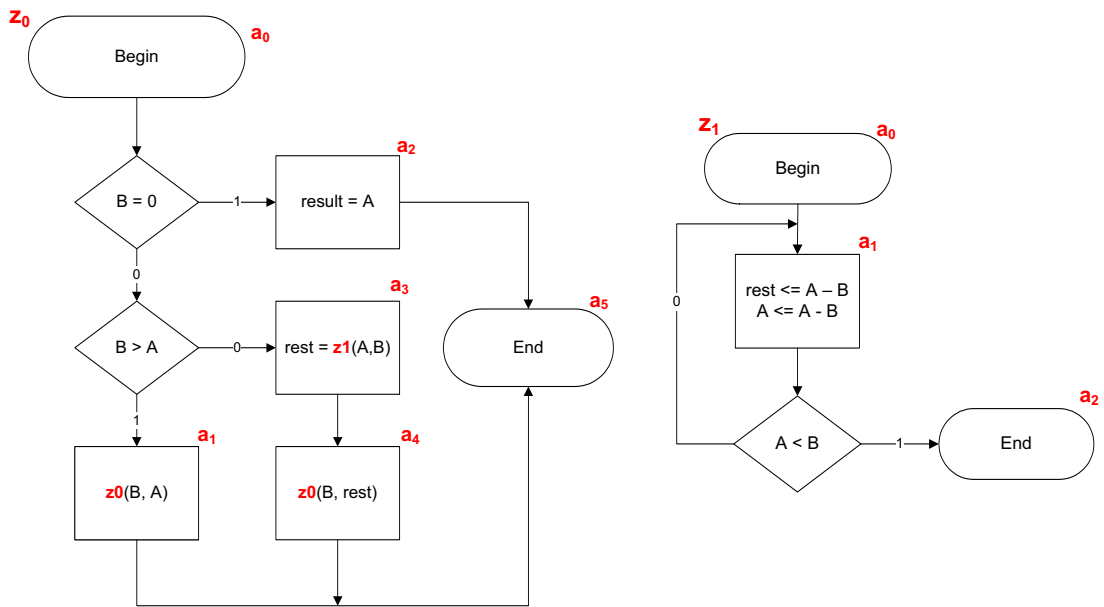 z0
a0
Begin
B = 0
1
a2
result = A
0
B > A
0
a3
rest = z1(A,B)
a5
End
1
a1
z0(B, A)
a4
z0(B, rest)
z1
a0
Begin
a1
rest <= A – B
A <= A - B
0
A < B
1
a2
End